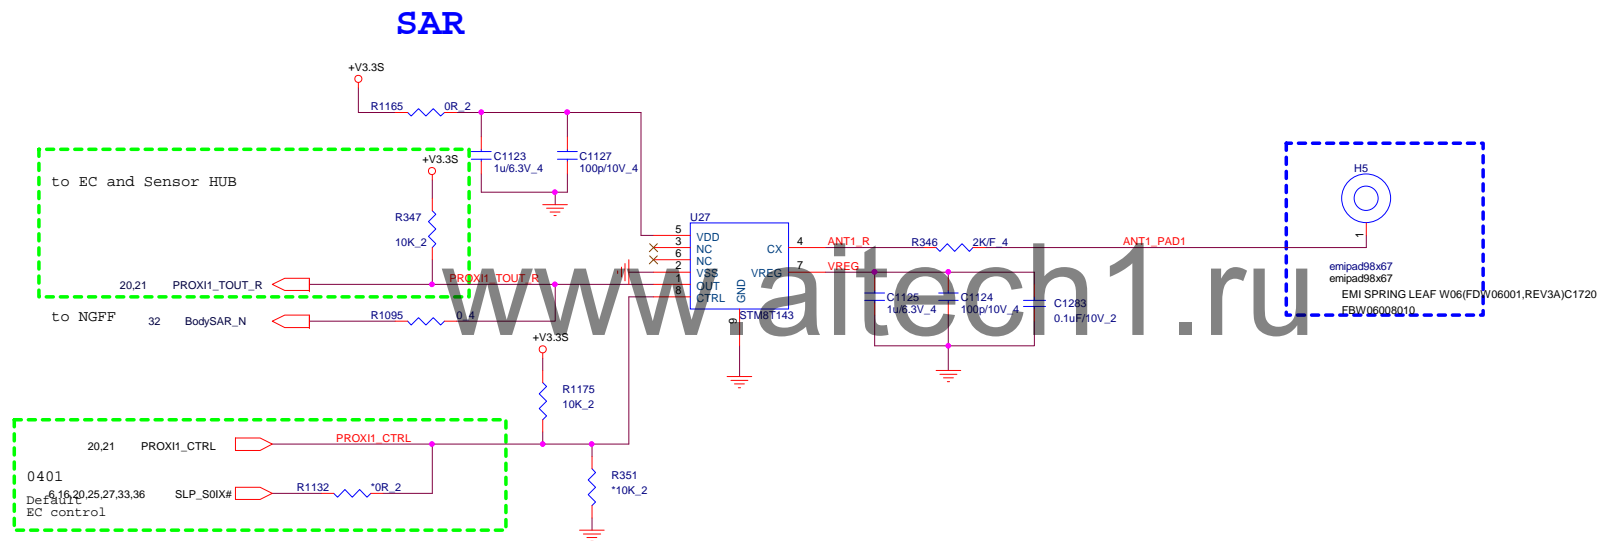 SAR
+V3.3S
R1165
0R_2
C1123
1u/6.3V_4
C1127
100p/10V_4
to EC and Sensor HUB
+V3.3S
R347
10K_2
20,21
PROXI1_TOUT_R
PROXI1_TOUT_R
to NGFF
32
BodySAR_N
R1095
0_4
U27
5
3
6
2
1
8
VDD
NC
NC
VSS
OUT
CTRL
GND
9
CX
VREG
4
7
STM8T143
ANT1_R
R346
2K/F_4
ANT1_PAD1
VREG
C1125
1u/6.3V_4
C1124
100p/10V_4
C1283
0.1uF/10V_2
H5
1
emipad98x67
emipad98x67
EMI SPRING LEAF W06(FDW06001,REV3A)C1720
FBW06008010
www.aitech1.ru
+V3.3S
R1175
10K_2
20,21
PROXI1_CTRL
PROXI1_CTRL
0401
6,16,20,25,27,33,36
SLP_S0IX#
R1132
*0R_2
Default
EC control
R351
*10K_2